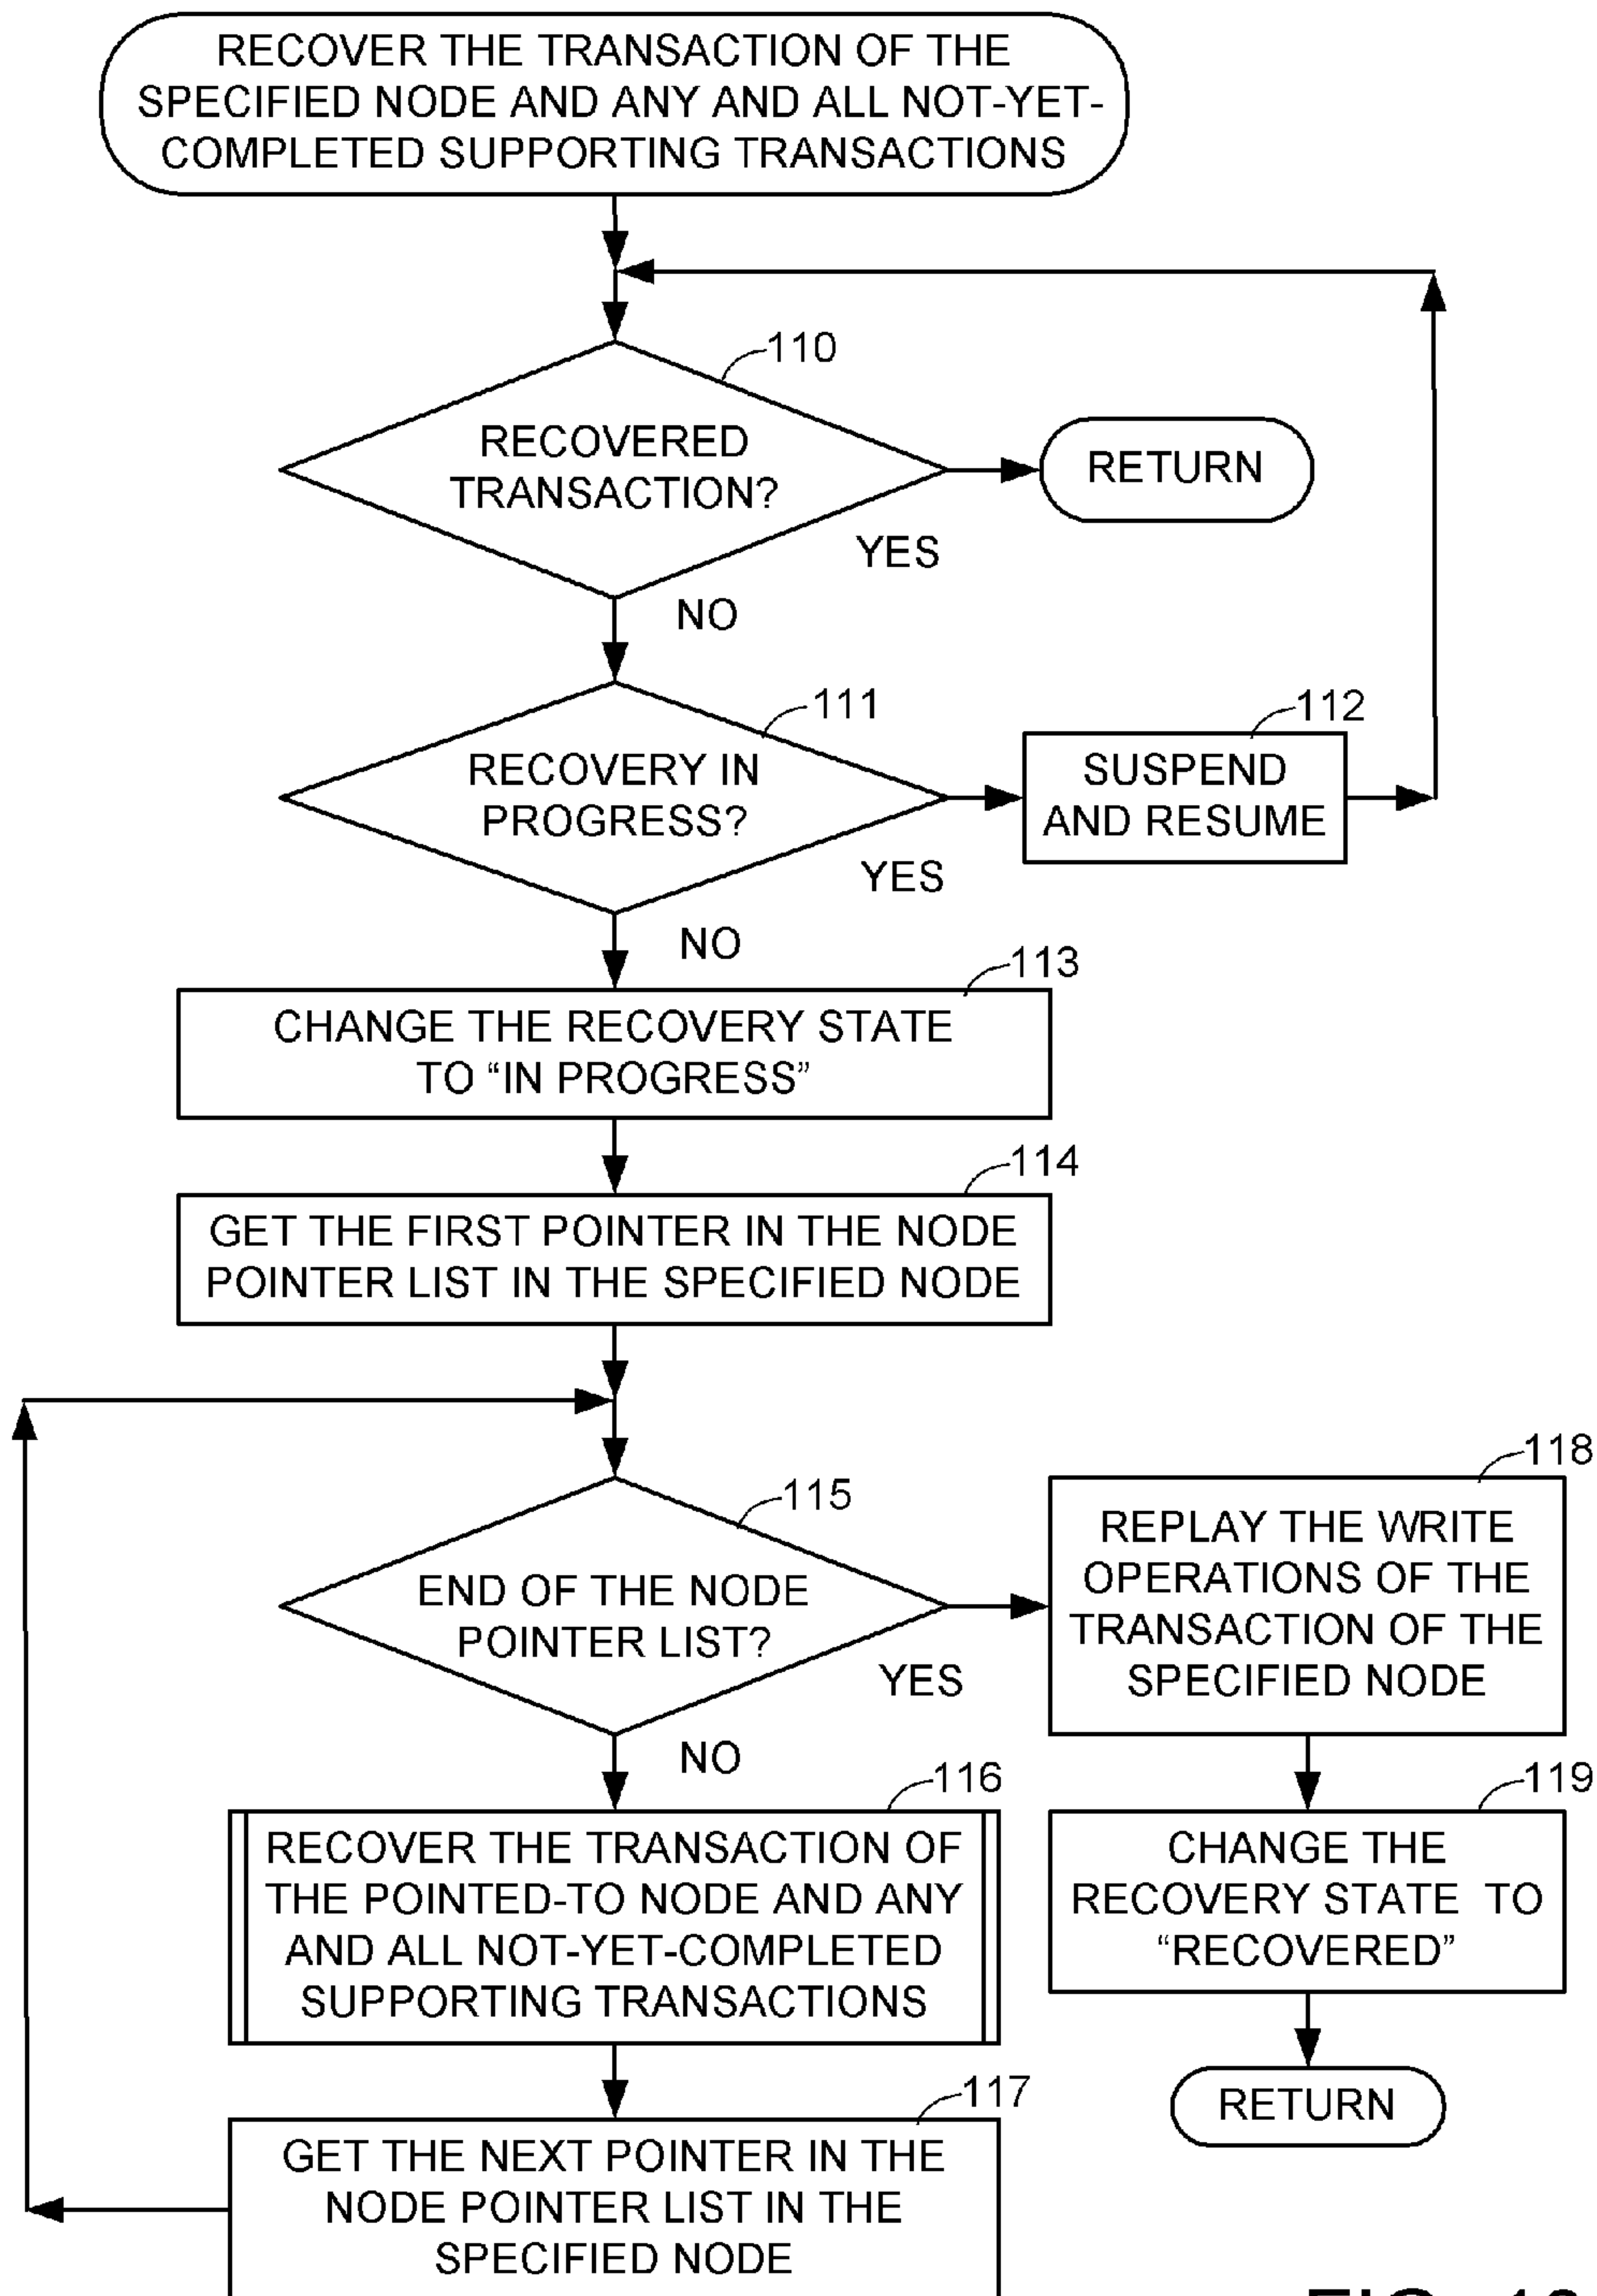 RECOVER THE TRANSACTION OF THE
SPECIFIED NODE AND ANY AND ALL NOT-YET-
COMPLETED SUPPORTING TRANSACTIONS
110
RECOVERED
TRANSACTION?
RETURN
YES
NO
111
RECOVERY IN
PROGRESS?
112
SUSPEND
AND RESUME
YES
NO
113
CHANGE THE RECOVERY STATE
TO “IN PROGRESS”
114
GET THE FIRST POINTER IN THE NODE
POINTER LIST IN THE SPECIFIED NODE
115
END OF THE NODE
POINTER LIST?
YES
NO
118
REPLAY THE WRITE
OPERATIONS OF THE
TRANSACTION OF THE
SPECIFIED NODE
116
RECOVER THE TRANSACTION OF
THE POINTED-TO NODE AND ANY
AND ALL NOT-YET-COMPLETED
SUPPORTING TRANSACTIONS
119
CHANGE THE
RECOVERY STATE TO
“RECOVERED”
RETURN
117
GET THE NEXT POINTER IN THE
NODE POINTER LIST IN THE
SPECIFIED NODE